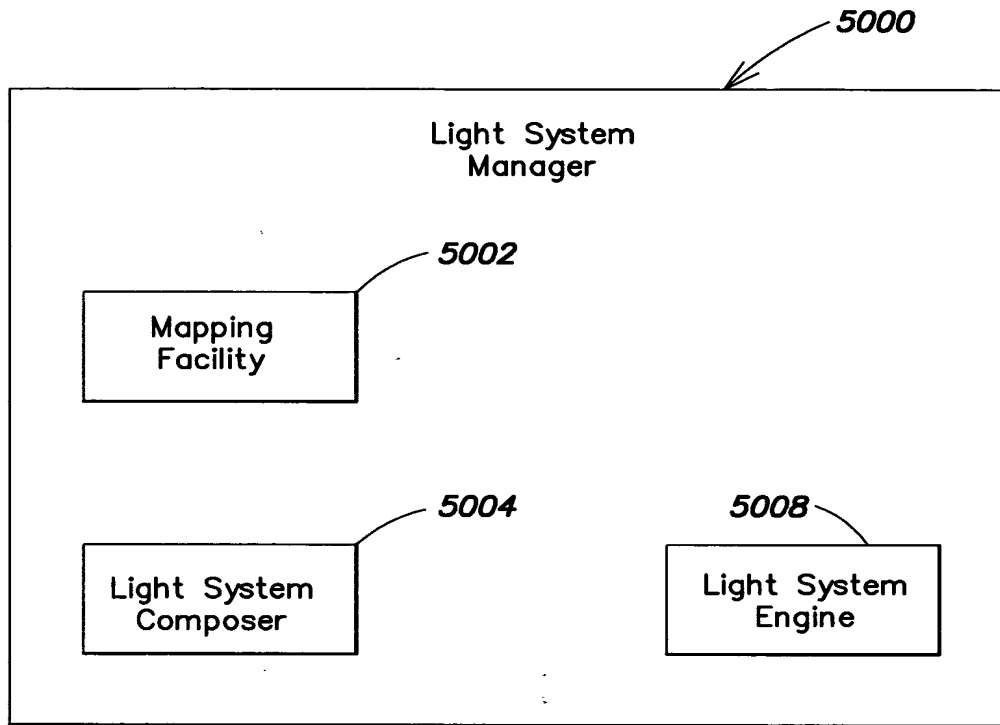 5000
Light System
Manager
5002
Mapping
Facility
5004
Light System
Composer
5008
Light System
Engine